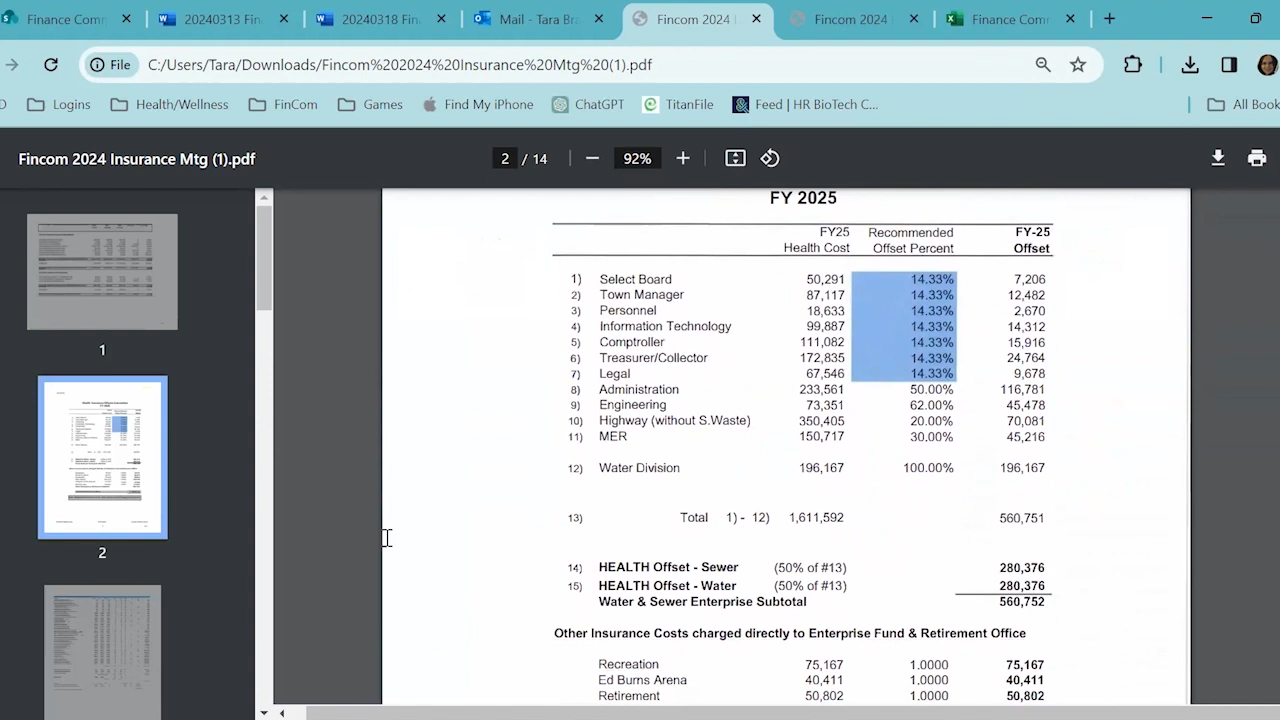 Finance Comm
20240313 Fin
20240318 Fin
Mail - Tara Bra
Fincom 2024
Fincom 2024
Finance Comm
File
C:/Users/Tara/Downloads/Fincom%202024%20Insurance%20Mtg%20(1).pdf
Logins
Health/Wellness
FinCom
Games
Find My iPhone
ChatGPT
TitanFile
Feed | HR BioTech C...
All Book
Fincom 2024 Insurance Mtg (1).pdf
2 / 14
92%
1
2
FY 2025
FY25 Recommended FY-25
Health Cost Offset Percent Offset
1) Select Board 50,291 14.33% 7,206
2) Town Manager 87,117 14.33% 12,482
3) Personnel 18,633 14.33% 2,670
4) Information Technology 99,887 14.33% 14,312
5) Comptroller 111,082 14.33% 15,916
6) Treasurer/Collector 172,835 14.33% 24,764
7) Legal 67,546 14.33% 9,678
8) Administration 233,561 50.00% 116,781
9) Engineering 73,351 62.00% 45,478
10) Highway (without S.Waste) 350,405 20.00% 70,081
11) MER 150,717 30.00% 45,216
12) Water Division 196,167 100.00% 196,167
13) Total 1) - 12) 1,611,592 560,751
14) HEALTH Offset - Sewer (50% of #13) 280,376
15) HEALTH Offset - Water (50% of #13) 280,376
Water & Sewer Enterprise Subtotal 560,752
Other Insurance Costs charged directly to Enterprise Fund & Retirement Office
Recreation 75,167 1.0000 75,167
Ed Burns Arena 40,411 1.0000 40,411
Retirement 50,802 1.0000 50,802